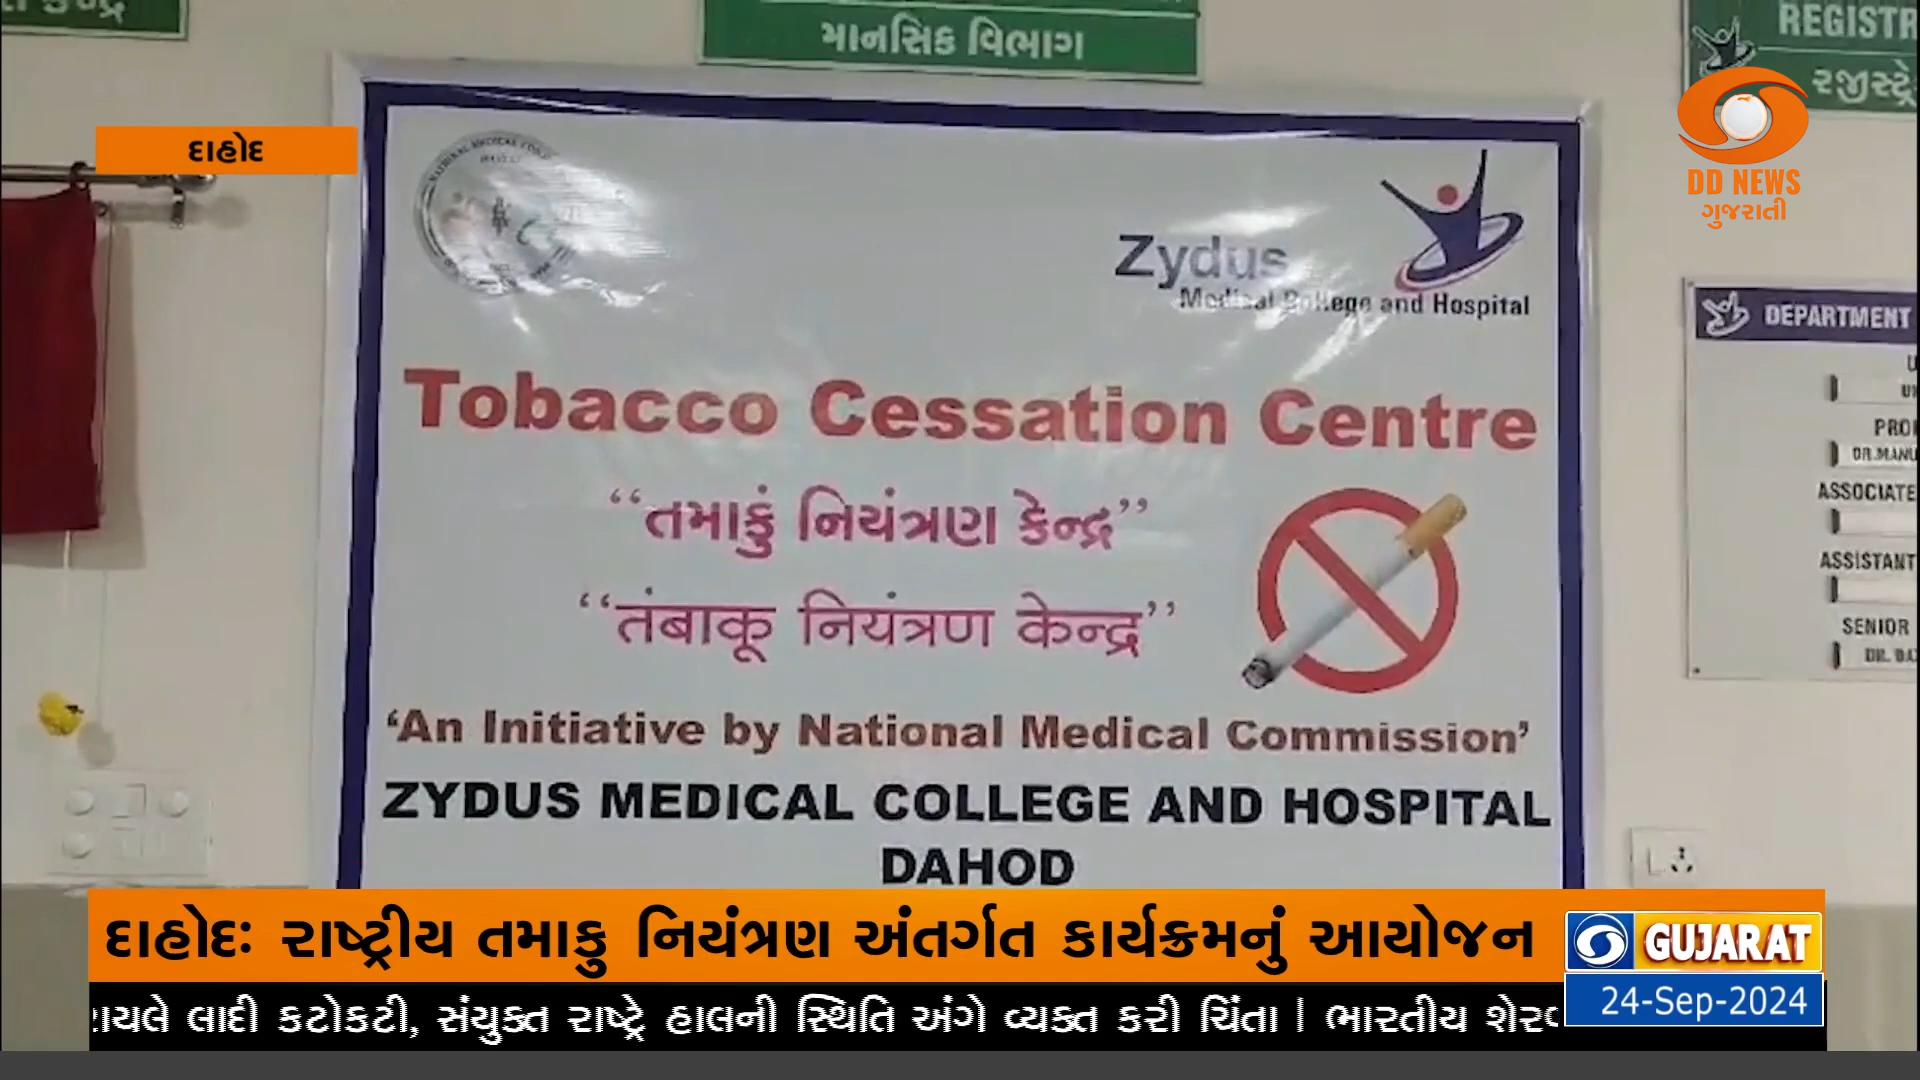 માનસિક વિભાગ
REGISTR
દાહોદ
DD NEWS
ગુજરાતી
Zydus
Medical College and Hospital
DEPARTMENT
Tobacco Cessation Centre
“તમાકું નિયંત્રણ કેન્દ્ર”
“तंबाकू नियंत्रण केन्द्र”
ASSOCIATE
ASSISTANT
SENIOR
‘An Initiative by National Medical Commission’
ZYDUS MEDICAL COLLEGE AND HOSPITAL
DAHOD
દાહોદઃ રાષ્ટ્રીય તમાકુ નિયંત્રણ અંતર્ગત કાર્યક્રમનું આયોજન
GUJARAT
લાદી કટોકટી, સંયુક્ત રાષ્ટ્રે હાલની સ્થિતિ અંગે વ્યક્ત કરી ચિંતા | ભારતીય
24-Sep-2024